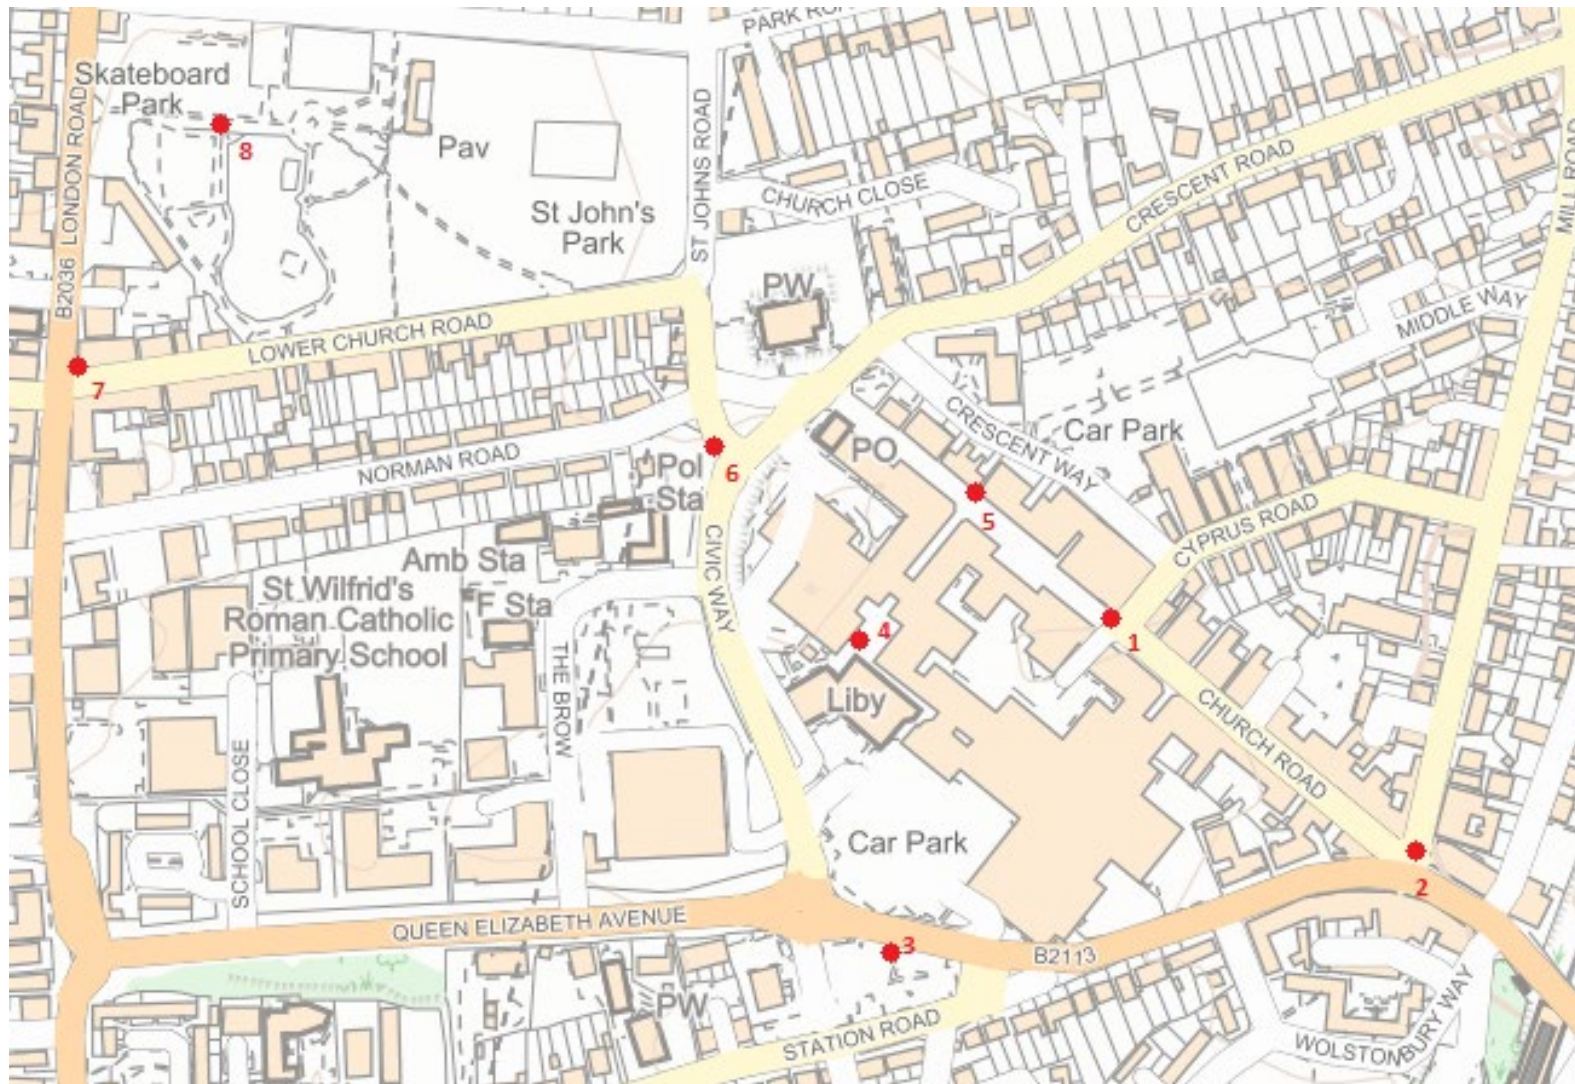 PARK ROAD
Skateboard
Park
8
Pav
St John's
Park
B2036 LONDON ROAD
ST JOHNS ROAD
CHURCH CLOSE
CRESCENT ROAD
MILL ROAD
PW
MIDDLE WAY
LOWER CHURCH ROAD
7
CRESCENT WAY
Car Park
NORMAN ROAD
Pol
Sta
6
PO
5
CYPRUS ROAD
Amb Sta
F Sta
CIVIC WAY
St Wilfrid's
Roman Catholic
Primary School
THE BROW
4
1
Liby
CHURCH ROAD
SCHOOL CLOSE
Car Park
2
QUEEN ELIZABETH AVENUE
3
B2113
PW
STATION ROAD
WOLSTONBURY WAY